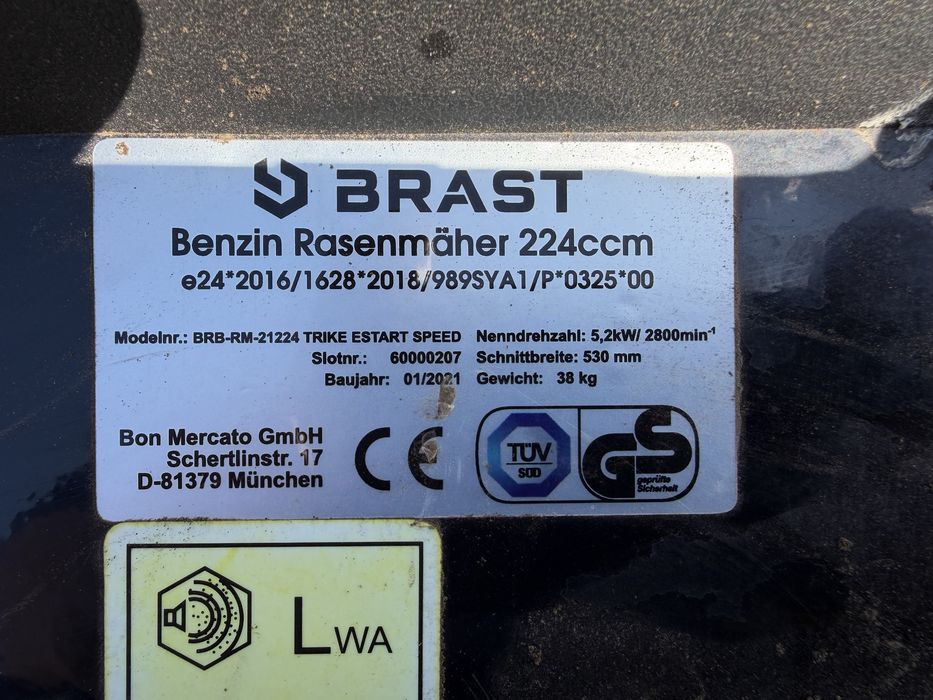 BRAST
Benzin Rasenmäher 224ccm
e24*2016/1628*2018/989SYA1/P*0325*00
Modelnr.: BRB-RM-21224 TRIKE ESTART SPEED
Slotnr.: 60000207
Baujahr: 01/2021
Nenndrehzahl: 5,2kW/ 2800min⁻¹
Schnittbreite: 530 mm
Gewicht: 38 kg
Bon Mercato GmbH
Schertlinstr. 17
D-81379 München
CE
TÜV
SÜD
GS
geprüfte
Sicherheit
LWA